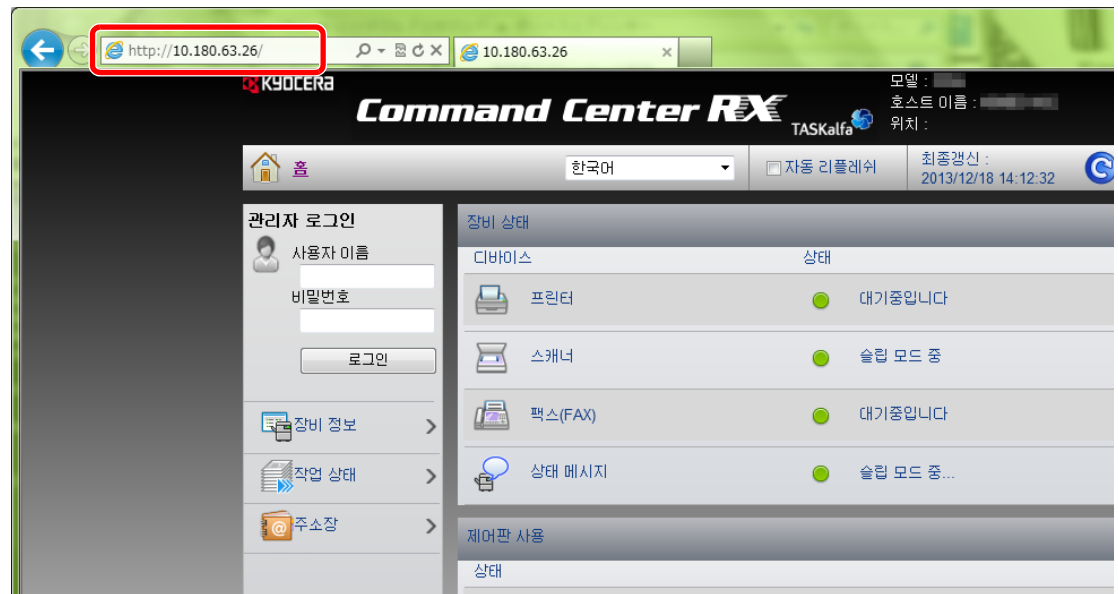 http://10.180.63.26/
10.180.63.26
KYOCERA
Command Center RX
TASKalfa
모델 :
호스트 이름 :
위치 :
홈
한국어
자동 리플레쉬
최종갱신 :
2013/12/18 14:12:32
관리자 로그인
사용자 이름
비밀번호
로그인
장비 정보
작업 상태
주소장
장비 상태
디바이스 상태
프린터 대기중입니다
스캐너 슬립 모드 중
팩스(FAX) 대기중입니다
상태 메시지 슬립 모드 중...
제어판 사용
상태